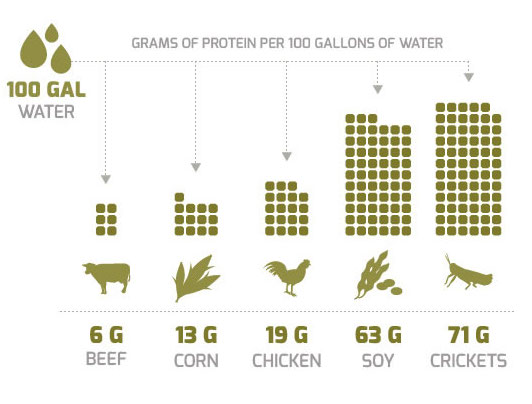 GRAMS OF PROTEIN PER 100 GALLONS OF WATER
100 GAL
WATER
6 G
BEEF
13 G
CORN
19 G
CHICKEN
63 G
SOY
71 G
CRICKETS